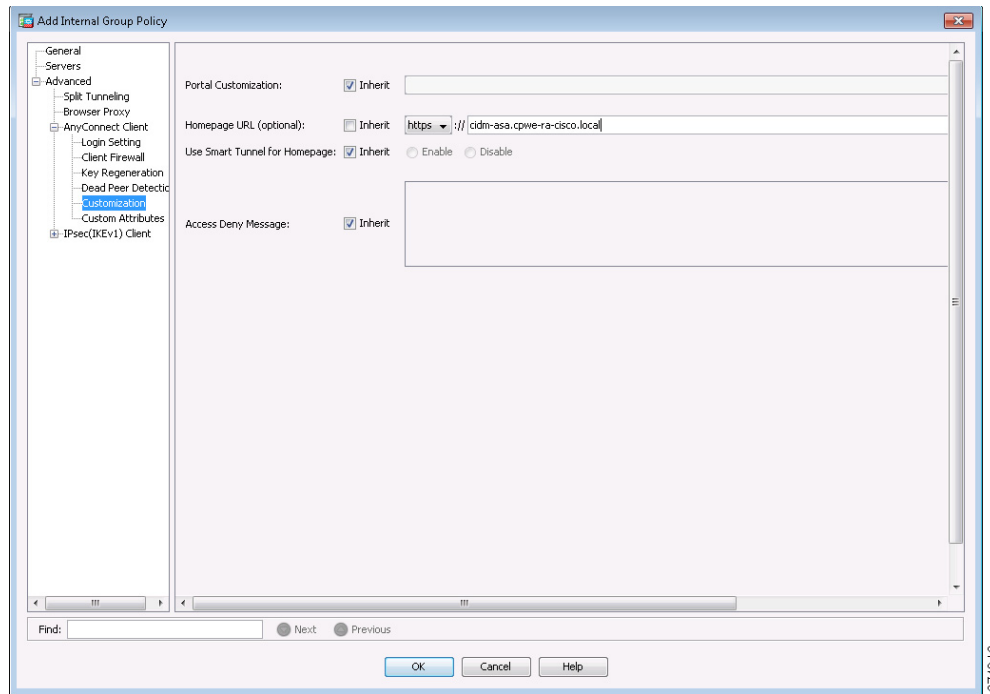 Add Internal Group Policy
General
Servers
Advanced
Split Tunneling
Browser Proxy
AnyConnect Client
Login Setting
Client Firewall
Key Regeneration
Dead Peer Detectic
Customization
Custom Attributes
IPsec(IKEv1) Client
Portal Customization: Inherit
Homepage URL (optional): Inherit https :// cidm-asa.cpwe-ra-cisco.local
Use Smart Tunnel for Homepage: Inherit Enable Disable
Access Deny Message: Inherit
Find: Next Previous
OK Cancel Help